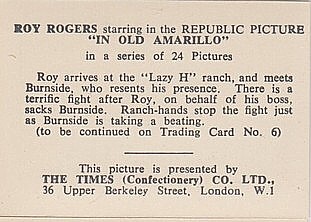 ROY ROGERS starring in the REPUBLIC PICTURE
"IN OLD AMARILLO"
in a series of 24 Pictures
Roy arrives at the "Lazy H" ranch, and meets
Burnside, who resents his presence. There is a
terrific fight after Roy, on behalf of his boss,
sacks Burnside. Ranch-hands stop the fight just
as Burnside is taking a beating.
(to be continued on Trading Card No. 6)
This picture is presented by
THE TIMES (Confectionery) CO. LTD.,
36 Upper Berkeley Street, London, W.1